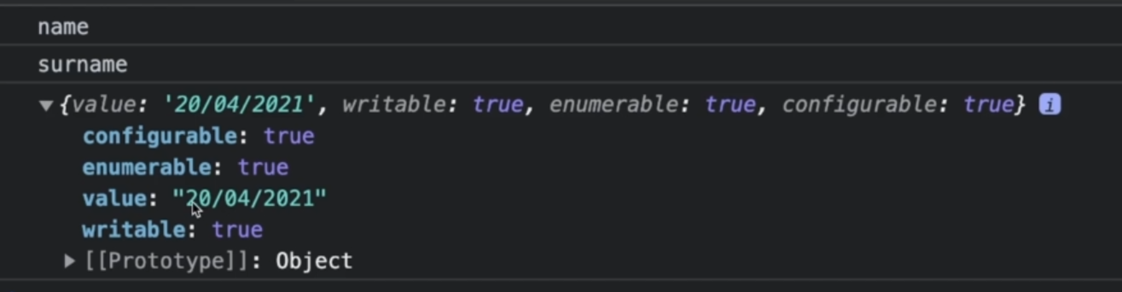 name
surname
▼{value: '20/04/2021', writable: true, enumerable: true, configurable: true} i
configurable: true
enumerable: true
value: "20/04/2021"
writable: true
▶[[Prototype]]: Object